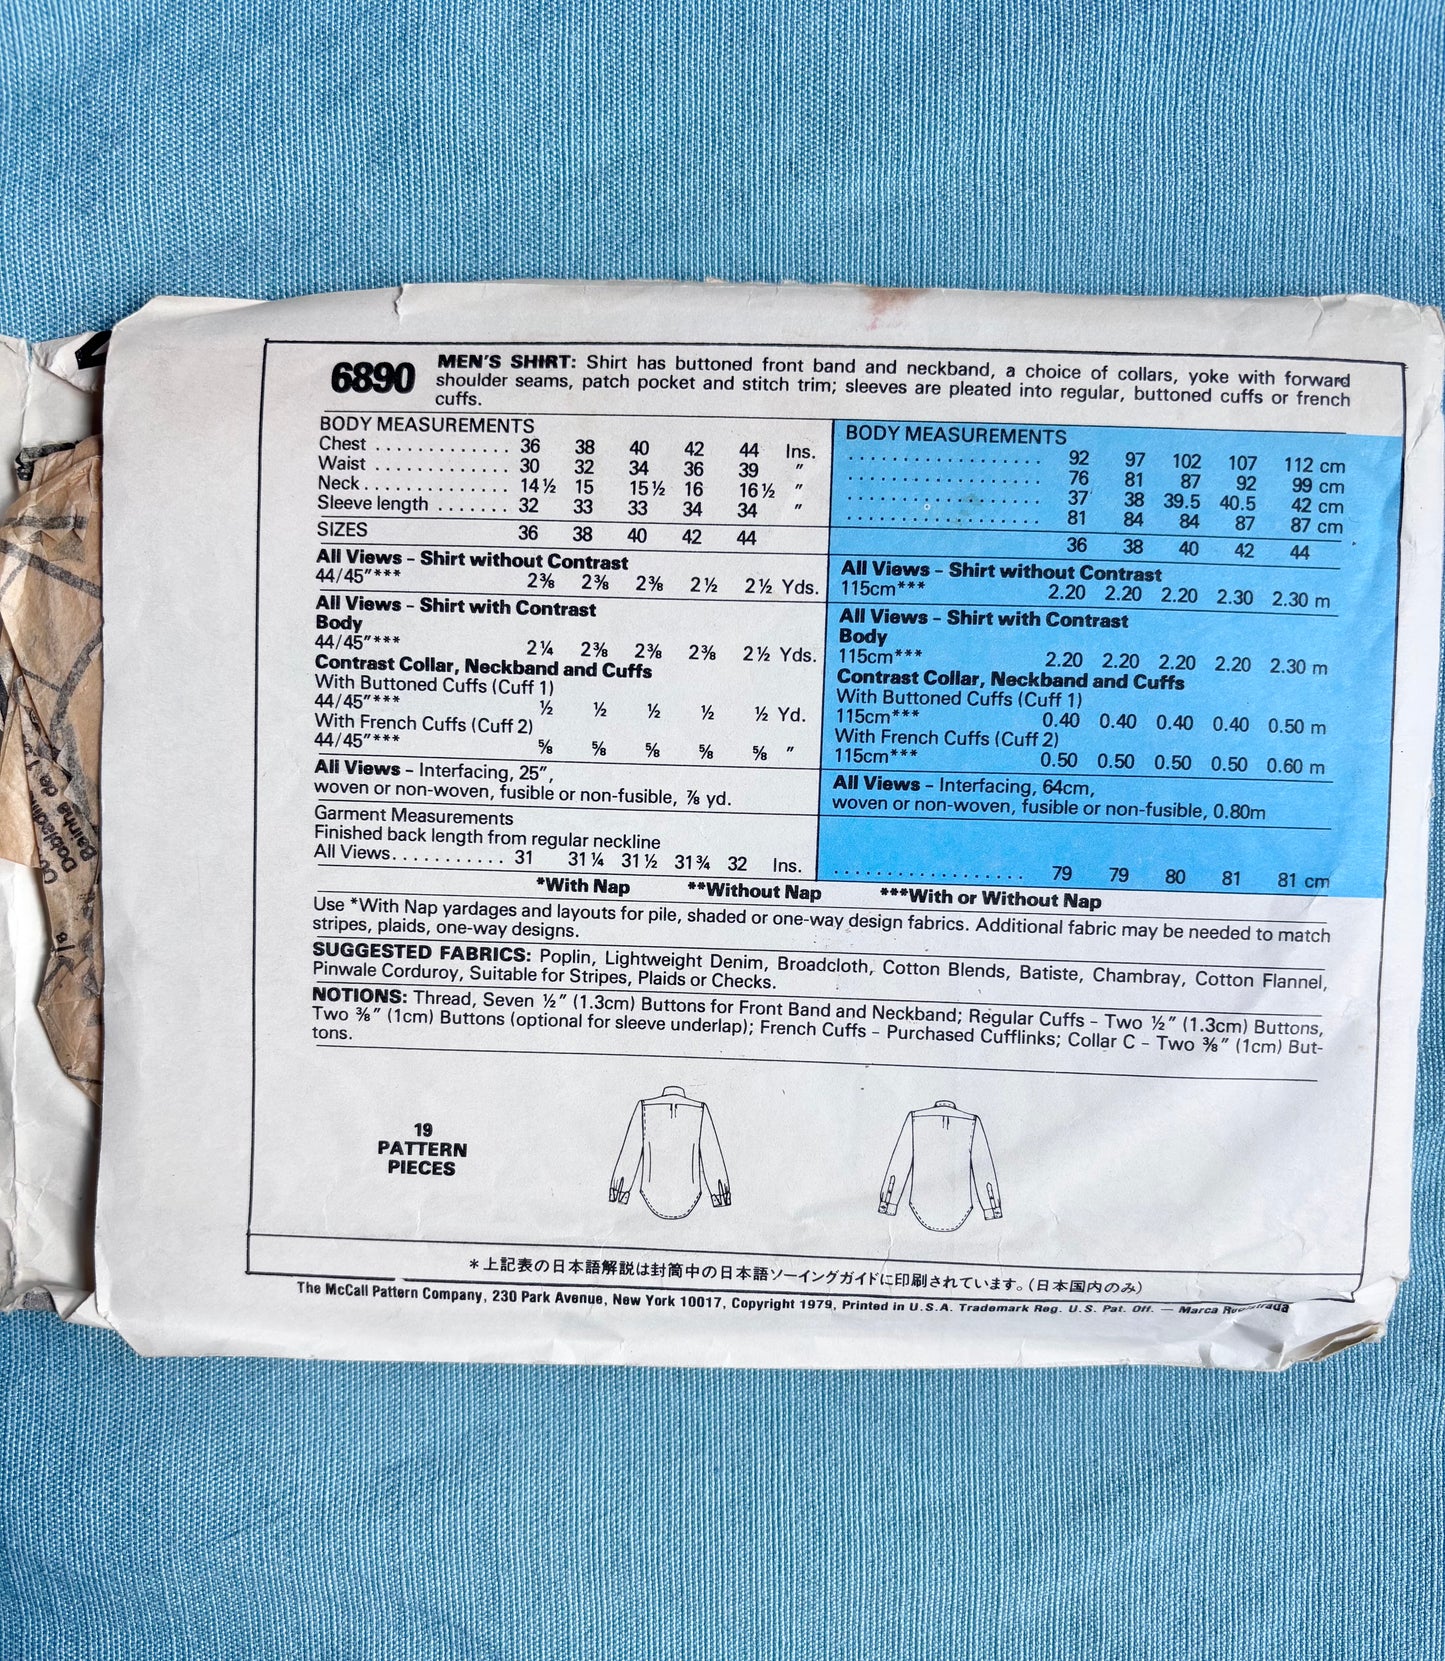 6890 MEN'S SHIRT: Shirt has buttoned front band and neckband, a choice of collars, yoke with forward
shoulder seams, patch pocket and stitch trim; sleeves are pleated into regular, buttoned cuffs or french
cuffs.
BODY MEASUREMENTS
Chest . . . . . . . . . . . . . 36 38 40 42 44 Ins.
Waist . . . . . . . . . . . . . 30 32 34 36 39 "
Neck . . . . . . . . . . . . . 14½ 15 15½ 16 16½ "
Sleeve length . . . . . . . 32 33 33 34 34 "
SIZES 36 38 40 42 44
All Views - Shirt without Contrast
44/45"*** 2⅜ 2⅜ 2⅜ 2½ 2½ Yds.
All Views - Shirt with Contrast
Body
44/45"*** 2¼ 2⅜ 2⅜ 2⅜ 2½ Yds.
Contrast Collar, Neckband and Cuffs
With Buttoned Cuffs (Cuff 1)
44/45"*** ½ ½ ½ ½ ½ Yd.
With French Cuffs (Cuff 2)
44/45"*** ⅝ ⅝ ⅝ ⅝ ⅝ "
All Views - Interfacing, 25",
woven or non-woven, fusible or non-fusible, ⅞ yd.
Garment Measurements
Finished back length from regular neckline
All Views. . . . . . . . . . . 31 31¼ 31½ 31¾ 32 Ins.
BODY MEASUREMENTS
. . . . . . . . . . . . . . . . . . 92 97 102 107 112 cm
. . . . . . . . . . . . . . . . . . 76 81 87 92 99 cm
. . . . . . . . . . . . . . . . . . 37 38 39.5 40.5 42 cm
. . . . . . . . . . . . . . . . . . 81 84 84 87 87 cm
36 38 40 42 44
All Views - Shirt without Contrast
115cm*** 2.20 2.20 2.20 2.30 2.30 m
All Views - Shirt with Contrast
Body
115cm*** 2.20 2.20 2.20 2.20 2.30 m
Contrast Collar, Neckband and Cuffs
With Buttoned Cuffs (Cuff 1)
115cm*** 0.40 0.40 0.40 0.40 0.50 m
With French Cuffs (Cuff 2)
115cm*** 0.50 0.50 0.50 0.50 0.60 m
All Views - Interfacing, 64cm,
woven or non-woven, fusible or non-fusible, 0.80m
. . . . . . . . . . . . . . . . . . 79 79 80 81 81 cm
*With Nap **Without Nap ***With or Without Nap
Use *With Nap yardages and layouts for pile, shaded or one-way design fabrics. Additional fabric may be needed to match
stripes, plaids, one-way designs.
SUGGESTED FABRICS: Poplin, Lightweight Denim, Broadcloth, Cotton Blends, Batiste, Chambray, Cotton Flannel,
Pinwale Corduroy, Suitable for Stripes, Plaids or Checks.
NOTIONS: Thread, Seven ½" (1.3cm) Buttons for Front Band and Neckband; Regular Cuffs - Two ½" (1.3cm) Buttons,
Two ⅜" (1cm) Buttons (optional for sleeve underlap); French Cuffs - Purchased Cufflinks; Collar C - Two ⅜" (1cm) But-
tons.
19
PATTERN
PIECES
*上記表の日本語解説は封筒中の日本語ソーイングガイドに印刷されています。(日本国内のみ)
The McCall Pattern Company, 230 Park Avenue, New York 10017, Copyright 1979, Printed in U.S.A. Trademark Reg. U.S. Pat. Off. — Marca
Bainha de